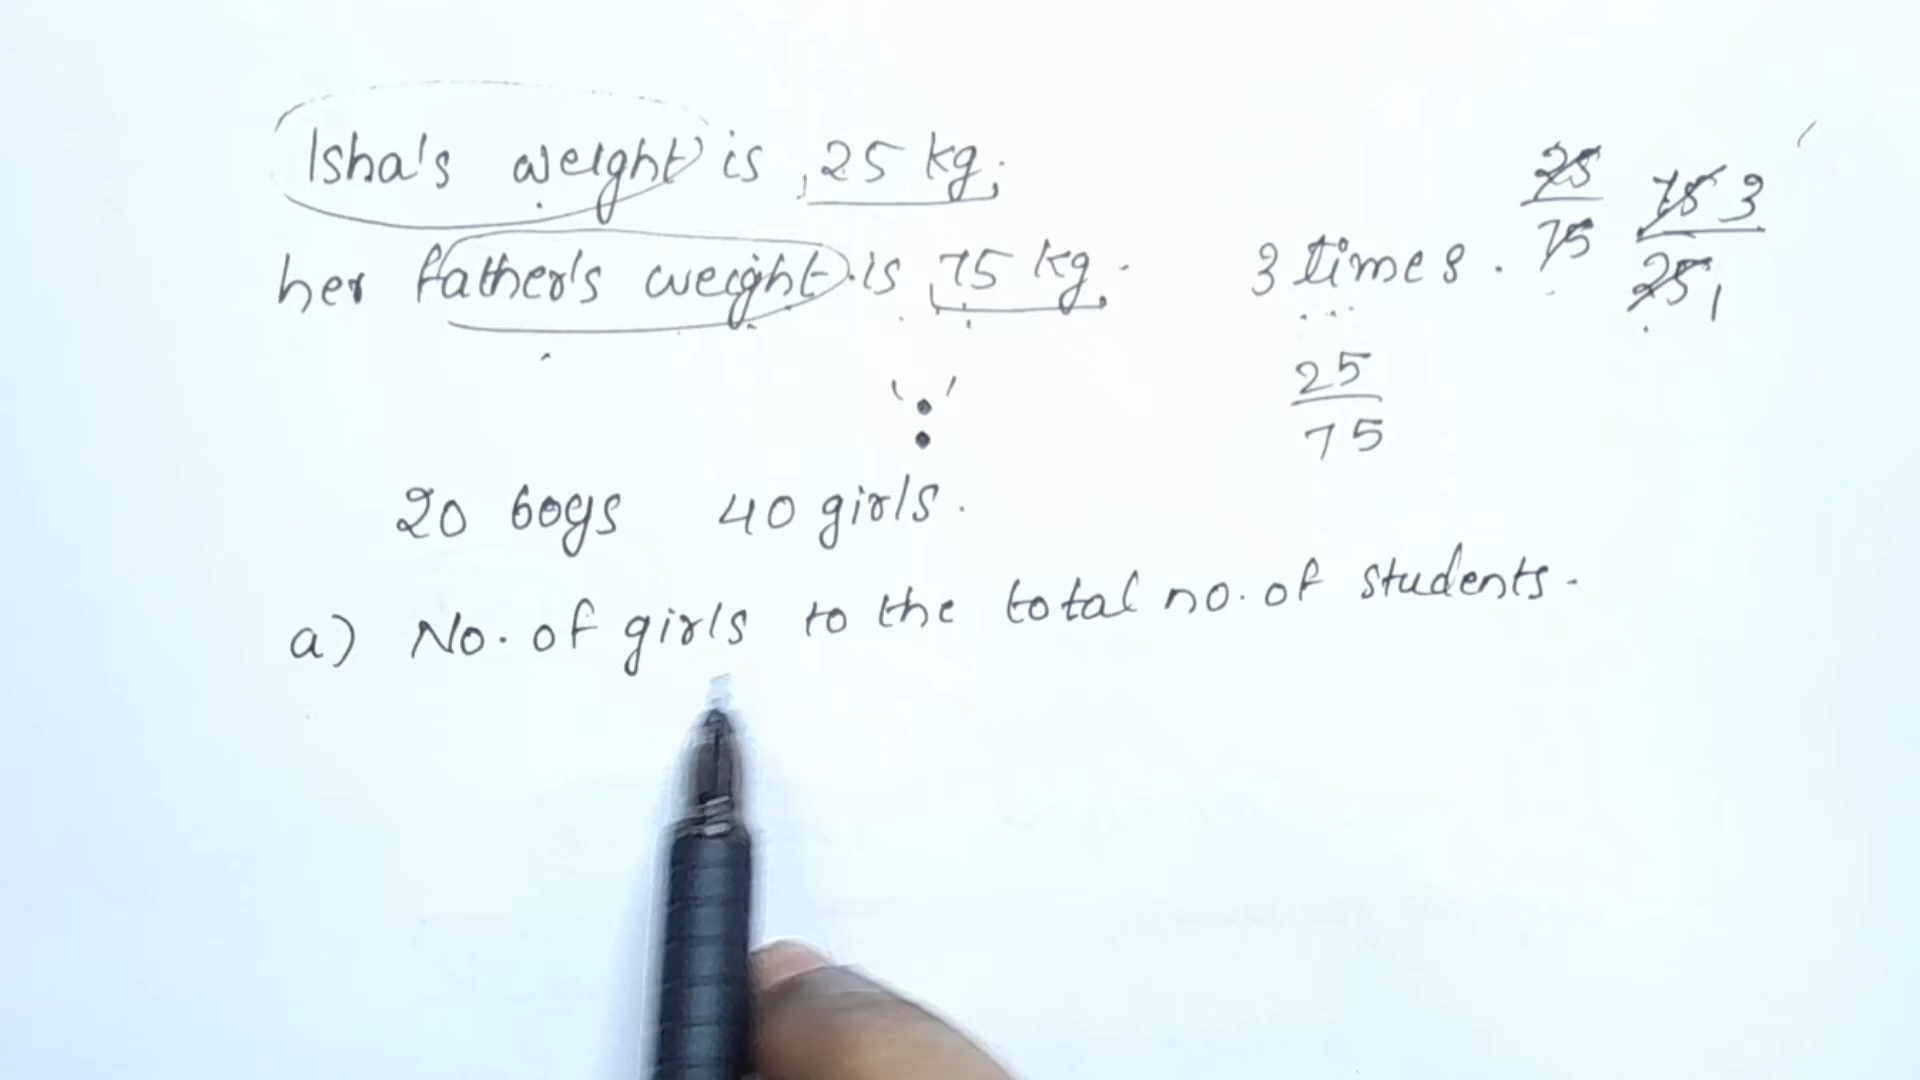 Isha's weight is 25 kg.
her father's weight is 75 kg.
3 times.
25
75
75 3
25 1
25
75
:
20 boys 40 girls.
a) No. of girls to the total no. of students.